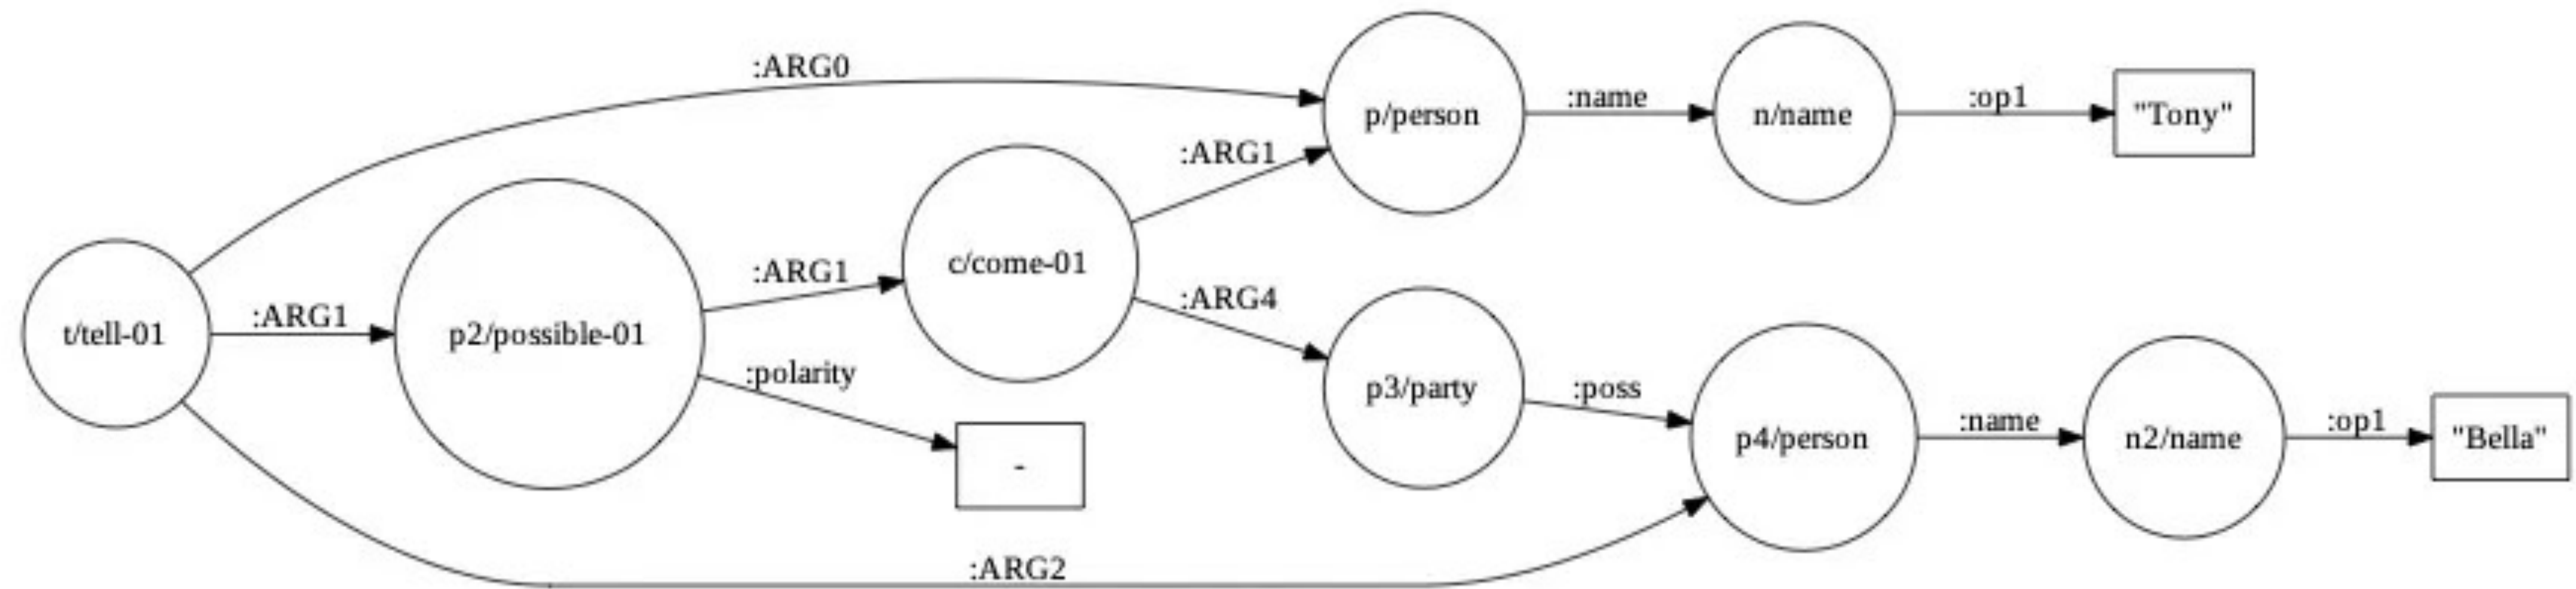 :ARG0
p/person
:name
n/name
:op1
"Tony"
:ARG1
t/tell-01
:ARG1
p2/possible-01
:ARG1
c/come-01
:ARG4
:polarity
-
p3/party
:poss
p4/person
:name
n2/name
:op1
"Bella"
:ARG2